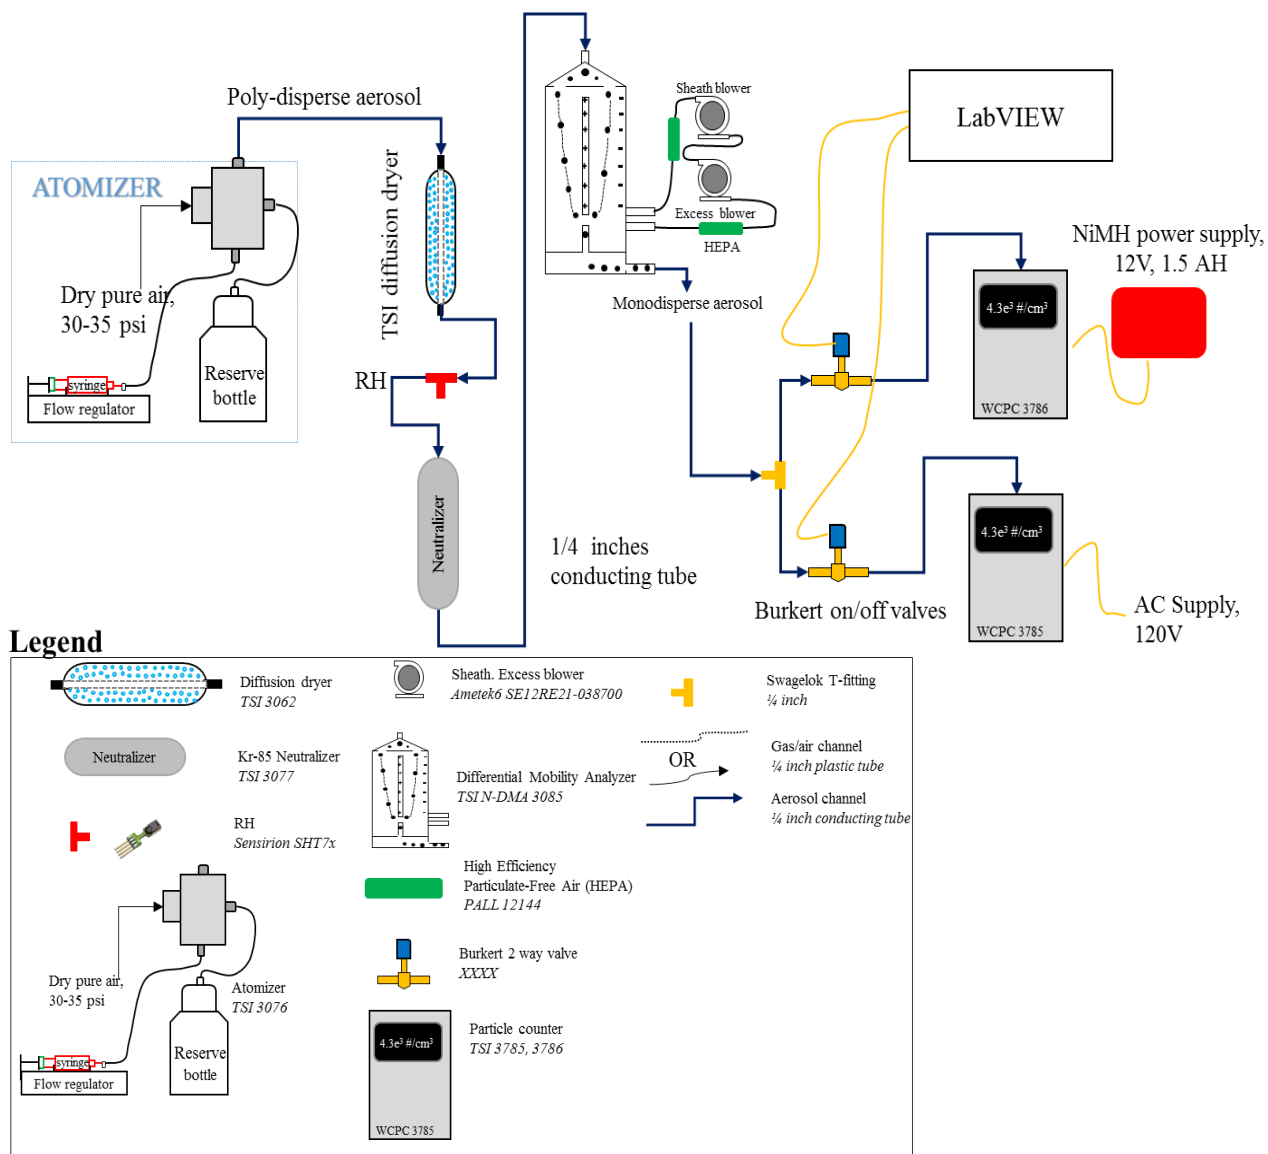 Poly-disperse aerosol
ATOMIZER
Dry pure air,
30-35 psi
syringe
Flow regulator
Reserve
bottle
TSI diffusion dryer
RH
Neutralizer
Sheath blower
Excess blower
HEPA
Monodisperse aerosol
1/4 inches
conducting tube
LabVIEW
NiMH power supply,
12V, 1.5 AH
4.3e³ #/cm³
WCPC 3786
4.3e³ #/cm³
WCPC 3785
Burkert on/off valves
AC Supply,
120V
Legend
Diffusion dryer
TSI 3062
Neutralizer
Kr-85 Neutralizer
TSI 3077
RH
Sensirion SHT7x
Dry pure air,
30-35 psi
Atomizer
TSI 3076
Reserve
bottle
syringe
Flow regulator
Sheath. Excess blower
Ametek6 SE12RE21-038700
Differential Mobility Analyzer
TSI N-DMA 3085
High Efficiency
Particulate-Free Air (HEPA)
PALL 12144
Burkert 2 way valve
XXXX
Particle counter
TSI 3785, 3786
4.3e³ #/cm³
WCPC 3785
Swagelok T-fitting
¼ inch
OR
Gas/air channel
¼ inch plastic tube
Aerosol channel
¼ inch conducting tube